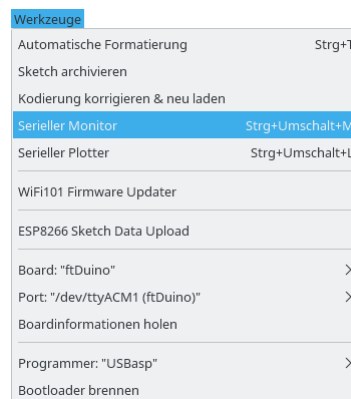 Werkzeuge
Automatische Formatierung Strg+T
Sketch archivieren
Kodierung korrigieren & neu laden
Serieller Monitor Strg+Umschalt+M
Serieller Plotter Strg+Umschalt+L
WiFi101 Firmware Updater
ESP8266 Sketch Data Upload
Board: "ftDuino"
Port: "/dev/ttyACM1 (ftDuino)"
Boardinformationen holen
Programmer: "USBasp"
Bootloader brennen